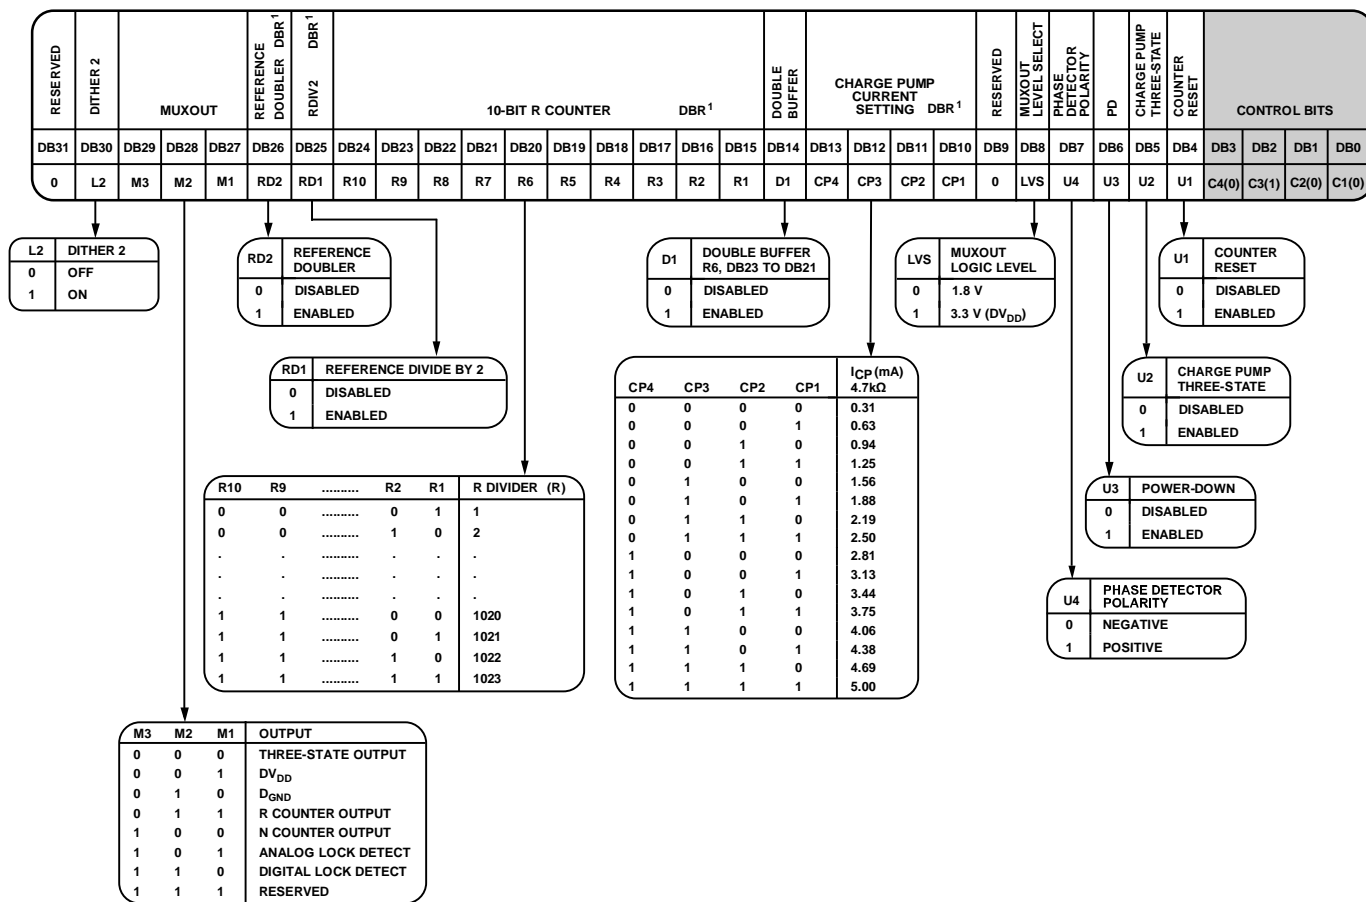 RESERVED
DITHER 2
MUXOUT
REFERENCE
DOUBLER DBR1
RDIV2 DBR1
10-BIT R COUNTER DBR1
DOUBLE
BUFFER
CHARGE PUMP
CURRENT
SETTING DBR1
RESERVED
MUXOUT
LEVEL SELECT
PHASE
DETECTOR
POLARITY
PD
CHARGE PUMP
THREE-STATE
COUNTER
RESET
CONTROL BITS
DB31 DB30 DB29 DB28 DB27 DB26 DB25 DB24 DB23 DB22 DB21 DB20 DB19 DB18 DB17 DB16 DB15 DB14 DB13 DB12 DB11 DB10 DB9 DB8 DB7 DB6 DB5 DB4 DB3 DB2 DB1 DB0
0 L2 M3 M2 M1 RD2 RD1 R10 R9 R8 R7 R6 R5 R4 R3 R2 R1 D1 CP4 CP3 CP2 CP1 0 LVS U4 U3 U2 U1 C4(0) C3(1) C2(0) C1(0)
L2 DITHER 2
0 OFF
1 ON
RD2 REFERENCE
DOUBLER
0 DISABLED
1 ENABLED
D1 DOUBLE BUFFER
R6, DB23 TO DB21
0 DISABLED
1 ENABLED
LVS MUXOUT
LOGIC LEVEL
0 1.8 V
1 3.3 V (DVDD)
U1 COUNTER
RESET
0 DISABLED
1 ENABLED
RD1 REFERENCE DIVIDE BY 2
0 DISABLED
1 ENABLED
CP4 CP3 CP2 CP1 ICP (mA)
4.7kΩ
0 0 0 0 0.31
0 0 0 1 0.63
0 0 1 0 0.94
0 0 1 1 1.25
0 1 0 0 1.56
0 1 0 1 1.88
0 1 1 0 2.19
0 1 1 1 2.50
1 0 0 0 2.81
1 0 0 1 3.13
1 0 1 0 3.44
1 0 1 1 3.75
1 1 0 0 4.06
1 1 0 1 4.38
1 1 1 0 4.69
1 1 1 1 5.00
U2 CHARGE PUMP
THREE-STATE
0 DISABLED
1 ENABLED
R10 R9 .......... R2 R1 R DIVIDER (R)
0 0 .......... 0 1 1
0 0 .......... 1 0 2
. . .......... . . .
. . .......... . . .
. . .......... . . .
1 1 .......... 0 0 1020
1 1 .......... 0 1 1021
1 1 .......... 1 0 1022
1 1 .......... 1 1 1023
U3 POWER-DOWN
0 DISABLED
1 ENABLED
U4 PHASE DETECTOR
POLARITY
0 NEGATIVE
1 POSITIVE
M3 M2 M1 OUTPUT
0 0 0 THREE-STATE OUTPUT
0 0 1 DVDD
0 1 0 DGND
0 1 1 R COUNTER OUTPUT
1 0 0 N COUNTER OUTPUT
1 0 1 ANALOG LOCK DETECT
1 1 0 DIGITAL LOCK DETECT
1 1 1 RESERVED